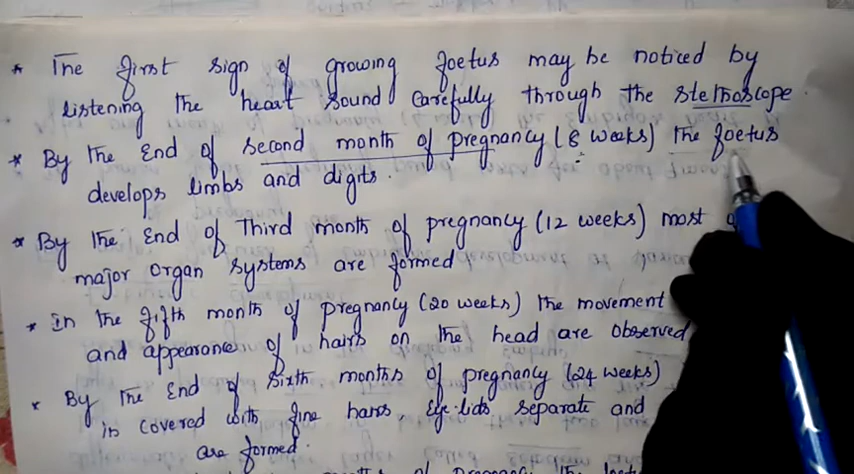 * The first sign of growing foetus may be noticed by
listening the heart sound carefully through the stethoscope.
* By the End of second month of pregnancy (8 weeks) the foetus
develops limbs and digits.
* By the End of Third month of pregnancy (12 weeks) most
major organ systems are formed
* In the fifth month of pregnancy (20 weeks) the movement
and appearance of hairs on the head are observed
* By the End of Sixth months of pregnancy (24 weeks)
is covered with fine hairs, Eye-lids separate and
are formed.